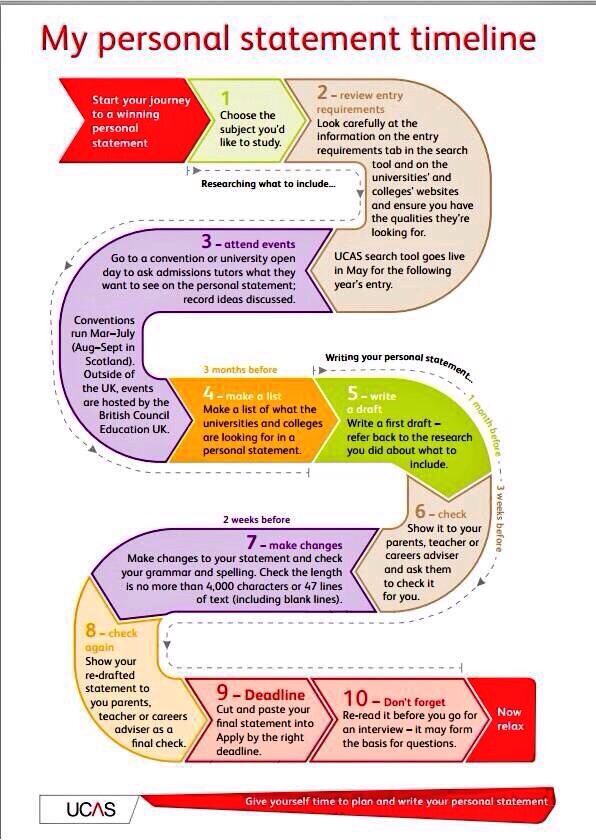 My personal statement timeline
Start your journey
to a winning
personal
statement
1
Choose the
subject you'd
like to study.
2 – review entry
requirements
Look carefully at the
information on the entry
requirements tab in the search
tool and on the
universities' and
colleges' websites
and ensure you have
the qualities they're
looking for.
UCAS search tool goes live
in May for the following
year's entry.
Researching what to include...
3 – attend events
Go to a convention or university open
day to ask admissions tutors what they
want to see on the personal statement;
record ideas discussed.
Conventions
run Mar–July
(Aug–Sept in
Scotland).
Outside of
the UK, events
are hosted by the
British Council
Education UK.
3 months before
4 – make a list
Make a list of what the
universities and colleges
are looking for in a
personal statement.
Writing your personal statement...
1 month before
5 – write
a draft
Write a first draft –
refer back to the research
you did about what to
include.
3 weeks before
6 – check
Show it to your
parents, teacher or
careers adviser
and ask them
to check it
for you.
2 weeks before
7 – make changes
Make changes to your statement and check
your grammar and spelling. Check the length
is no more than 4,000 characters or 47 lines
of text (including blank lines).
8 – check
again
Show your
re-drafted
statement to
you parents,
teacher or careers
adviser as a
final check.
9 – Deadline
Cut and paste your
final statement into
Apply by the right
deadline.
10 – Don't forget
Re-read it before you go for
an interview – it may form
the basis for questions.
Now
relax
UCAS
Give yourself time to plan and write your personal statement